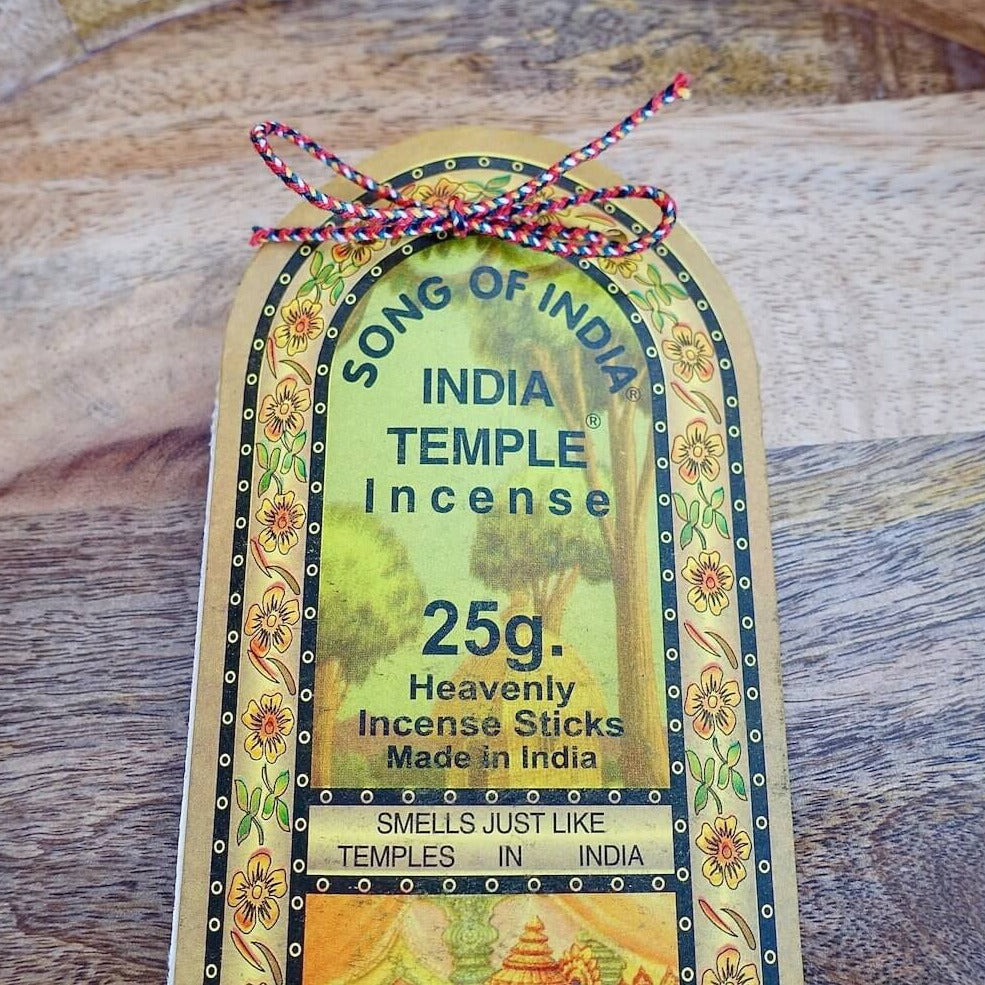 SONG OF INDIA®
INDIA
TEMPLE®
Incense
25g.
Heavenly
Incense Sticks
Made in India
SMELLS JUST LIKE
TEMPLES IN INDIA